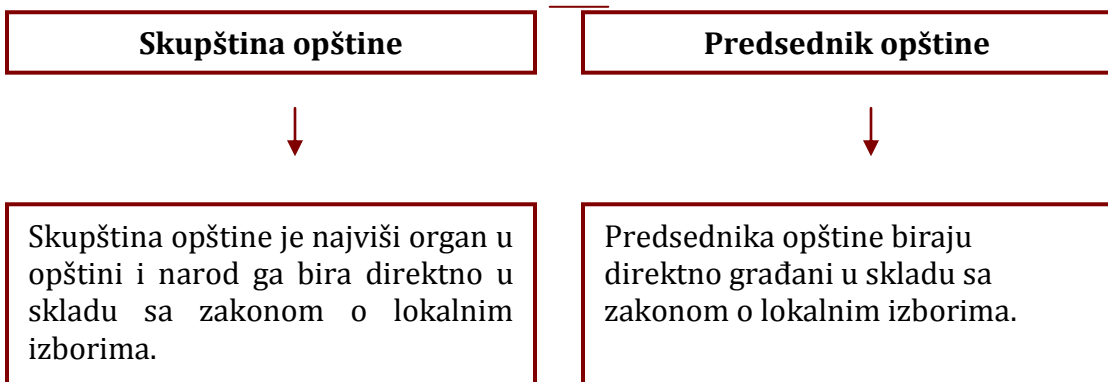 Skupština opštine
Predsednik opštine
Skupština opštine je najviši organ u
opštini i narod ga bira direktno u
skladu sa zakonom o lokalnim
izborima.
Predsednika opštine biraju
direktno građani u skladu sa
zakonom o lokalnim izborima.